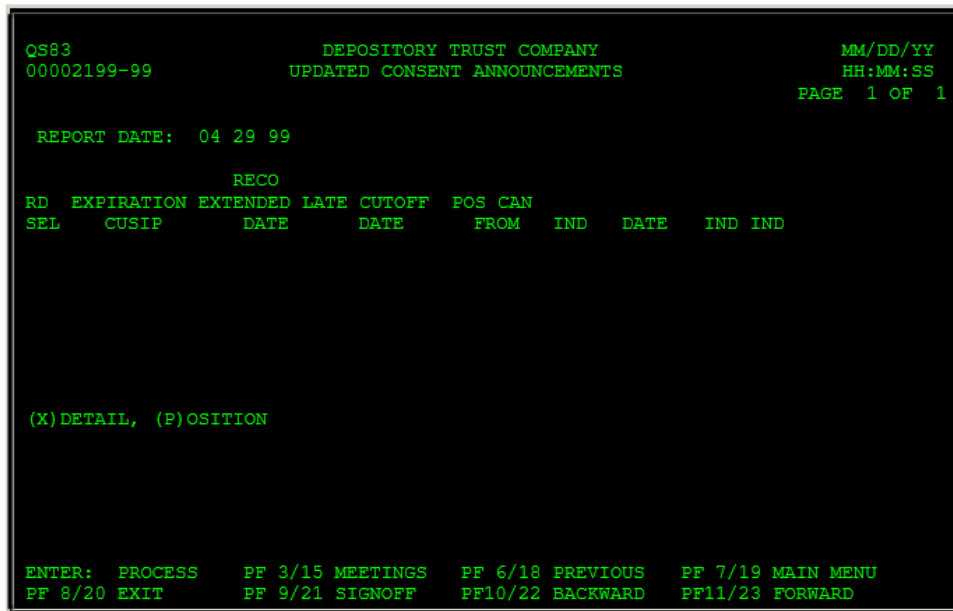 QS83 DEPOSITORY TRUST COMPANY MM/DD/YY
00002199-99 UPDATED CONSENT ANNOUNCEMENTS HH:MM:SS
PAGE 1 OF 1
REPORT DATE: 04 29 99
RECO
RD EXPIRATION EXTENDED LATE CUTOFF POS CAN
SEL CUSIP DATE DATE FROM IND DATE IND IND
(X)DETAIL, (P)OSITION
ENTER: PROCESS PF 3/15 MEETINGS PF 6/18 PREVIOUS PF 7/19 MAIN MENU
PF 8/20 EXIT PF 9/21 SIGNOFF PF10/22 BACKWARD PF11/23 FORWARD